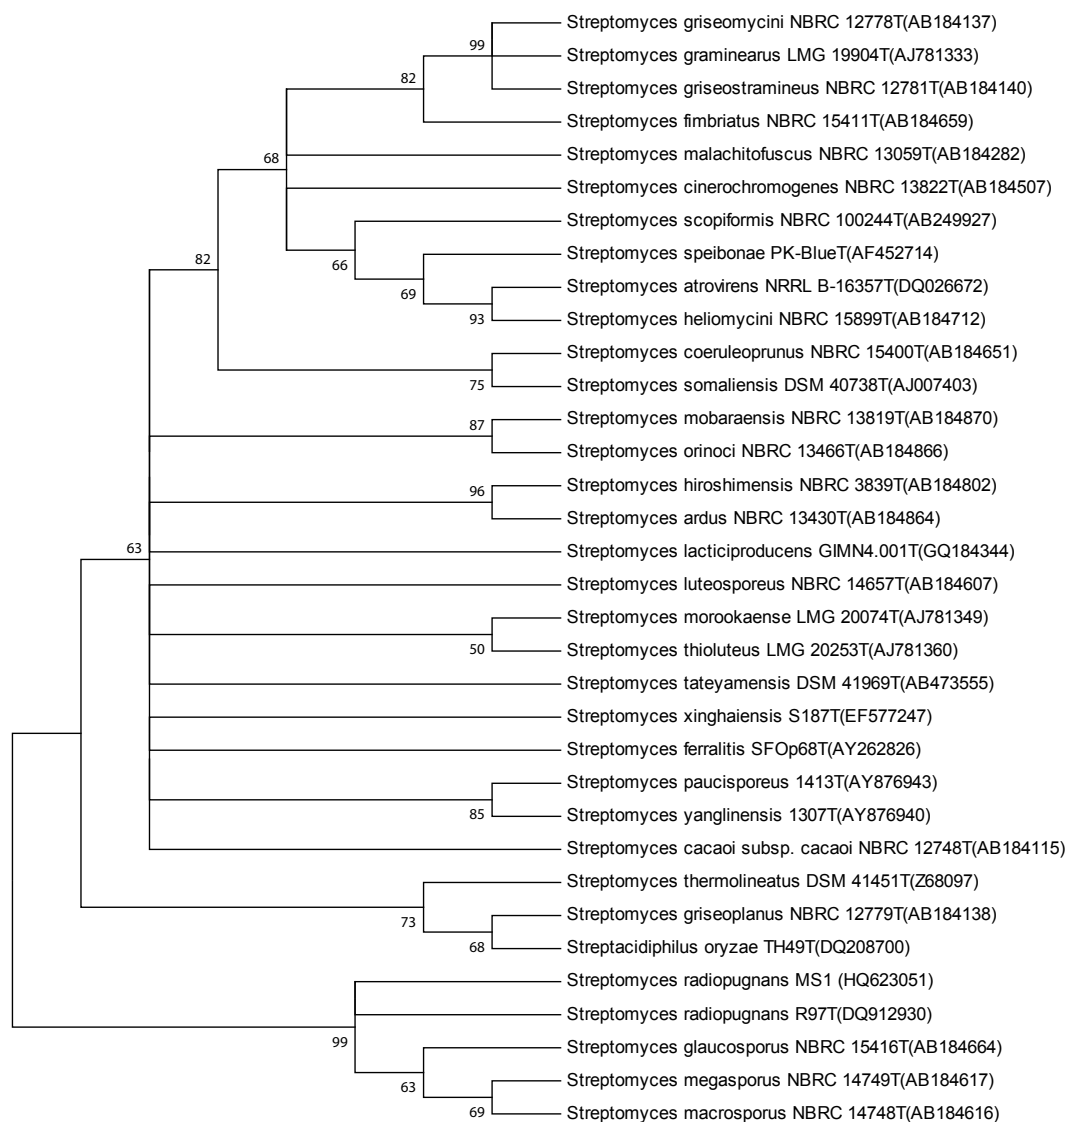 Streptomyces griseomycini NBRC 12778T(AB184137)
99
Streptomyces graminearus LMG 19904T(AJ781333)
82
Streptomyces griseostramineus NBRC 12781T(AB184140)
Streptomyces fimbriatus NBRC 15411T(AB184659)
68
Streptomyces malachitofuscus NBRC 13059T(AB184282)
Streptomyces cinerochromogenes NBRC 13822T(AB184507)
Streptomyces scopiformis NBRC 100244T(AB249927)
82
66
Streptomyces speibonae PK-BlueT(AF452714)
69
Streptomyces atrovirens NRRL B-16357T(DQ026672)
93
Streptomyces heliomycini NBRC 15899T(AB184712)
Streptomyces coeruleoprunus NBRC 15400T(AB184651)
75
Streptomyces somaliensis DSM 40738T(AJ007403)
Streptomyces mobaraensis NBRC 13819T(AB184870)
87
Streptomyces orinoci NBRC 13466T(AB184866)
Streptomyces hiroshimensis NBRC 3839T(AB184802)
96
Streptomyces ardus NBRC 13430T(AB184864)
63
Streptomyces lacticiproducens GIMN4.001T(GQ184344)
Streptomyces luteosporeus NBRC 14657T(AB184607)
Streptomyces morookaense LMG 20074T(AJ781349)
50
Streptomyces thioluteus LMG 20253T(AJ781360)
Streptomyces tateyamensis DSM 41969T(AB473555)
Streptomyces xinghaiensis S187T(EF577247)
Streptomyces ferralitis SFOp68T(AY262826)
Streptomyces paucisporeus 1413T(AY876943)
85
Streptomyces yanglinensis 1307T(AY876940)
Streptomyces cacaoi subsp. cacaoi NBRC 12748T(AB184115)
Streptomyces thermolineatus DSM 41451T(Z68097)
73
Streptomyces griseoplanus NBRC 12779T(AB184138)
68
Streptacidiphilus oryzae TH49T(DQ208700)
Streptomyces radiopugnans MS1 (HQ623051)
Streptomyces radiopugnans R97T(DQ912930)
99
Streptomyces glaucosporus NBRC 15416T(AB184664)
63
Streptomyces megasporus NBRC 14749T(AB184617)
69
Streptomyces macrosporus NBRC 14748T(AB184616)